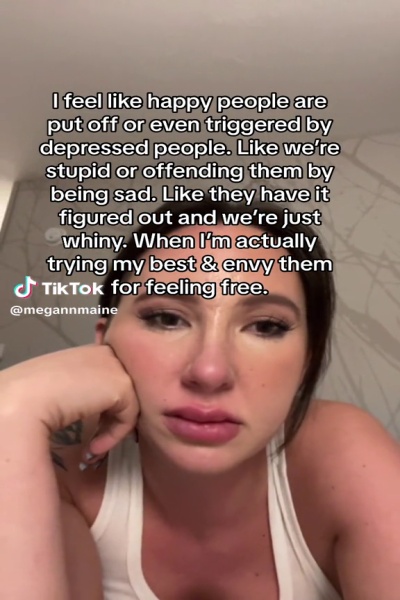 I feel like happy people are
put off or even triggered by
depressed people. Like we're
stupid or offending them by
being sad. Like they have it
figured out and we're just
whiny. When I'm actually
trying my best & envy them
for feeling free.
TikTok
@megannmaine